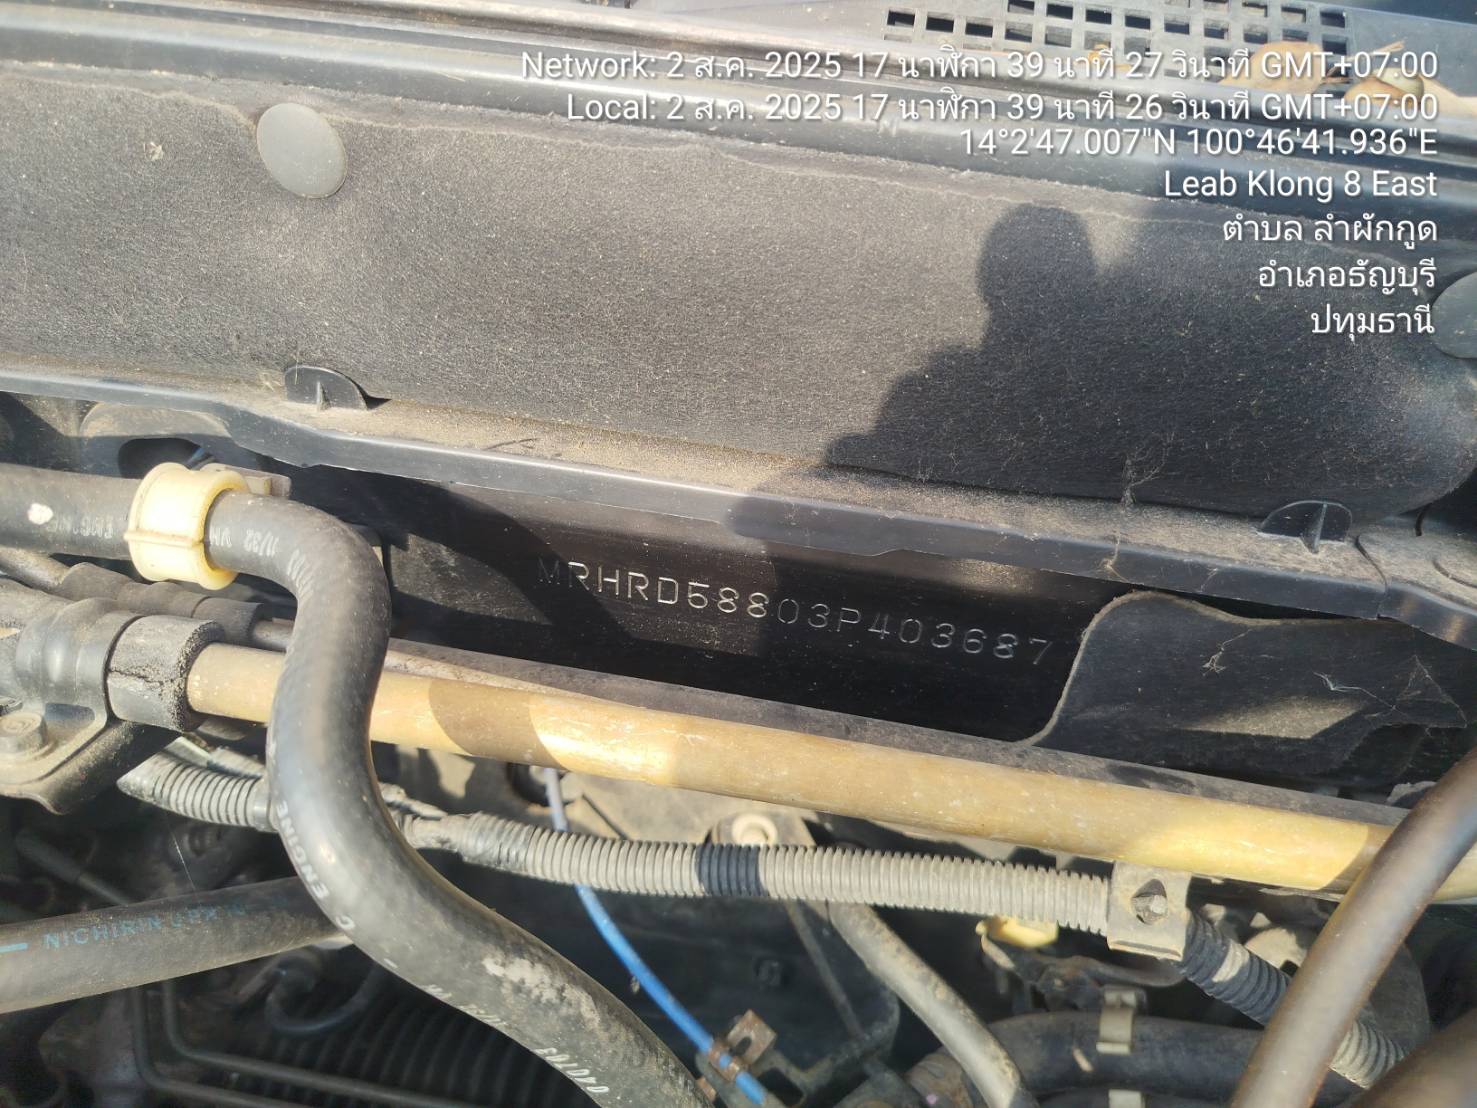 Network: 2 ส.ค. 2025 17 นาฬิกา 39 นาที 27 วินาที GMT+07:00
Local: 2 ส.ค. 2025 17 นาฬิกา 39 นาที 26 วินาที GMT+07:00
14°2'47.007"N 100°46'41.936"E
Leab Klong 8 East
ตำบล ลำผักกูด
อำเภอธัญบุรี
ปทุมธานี
MRHRD58803P403687
ENGINE
NICHIRIN